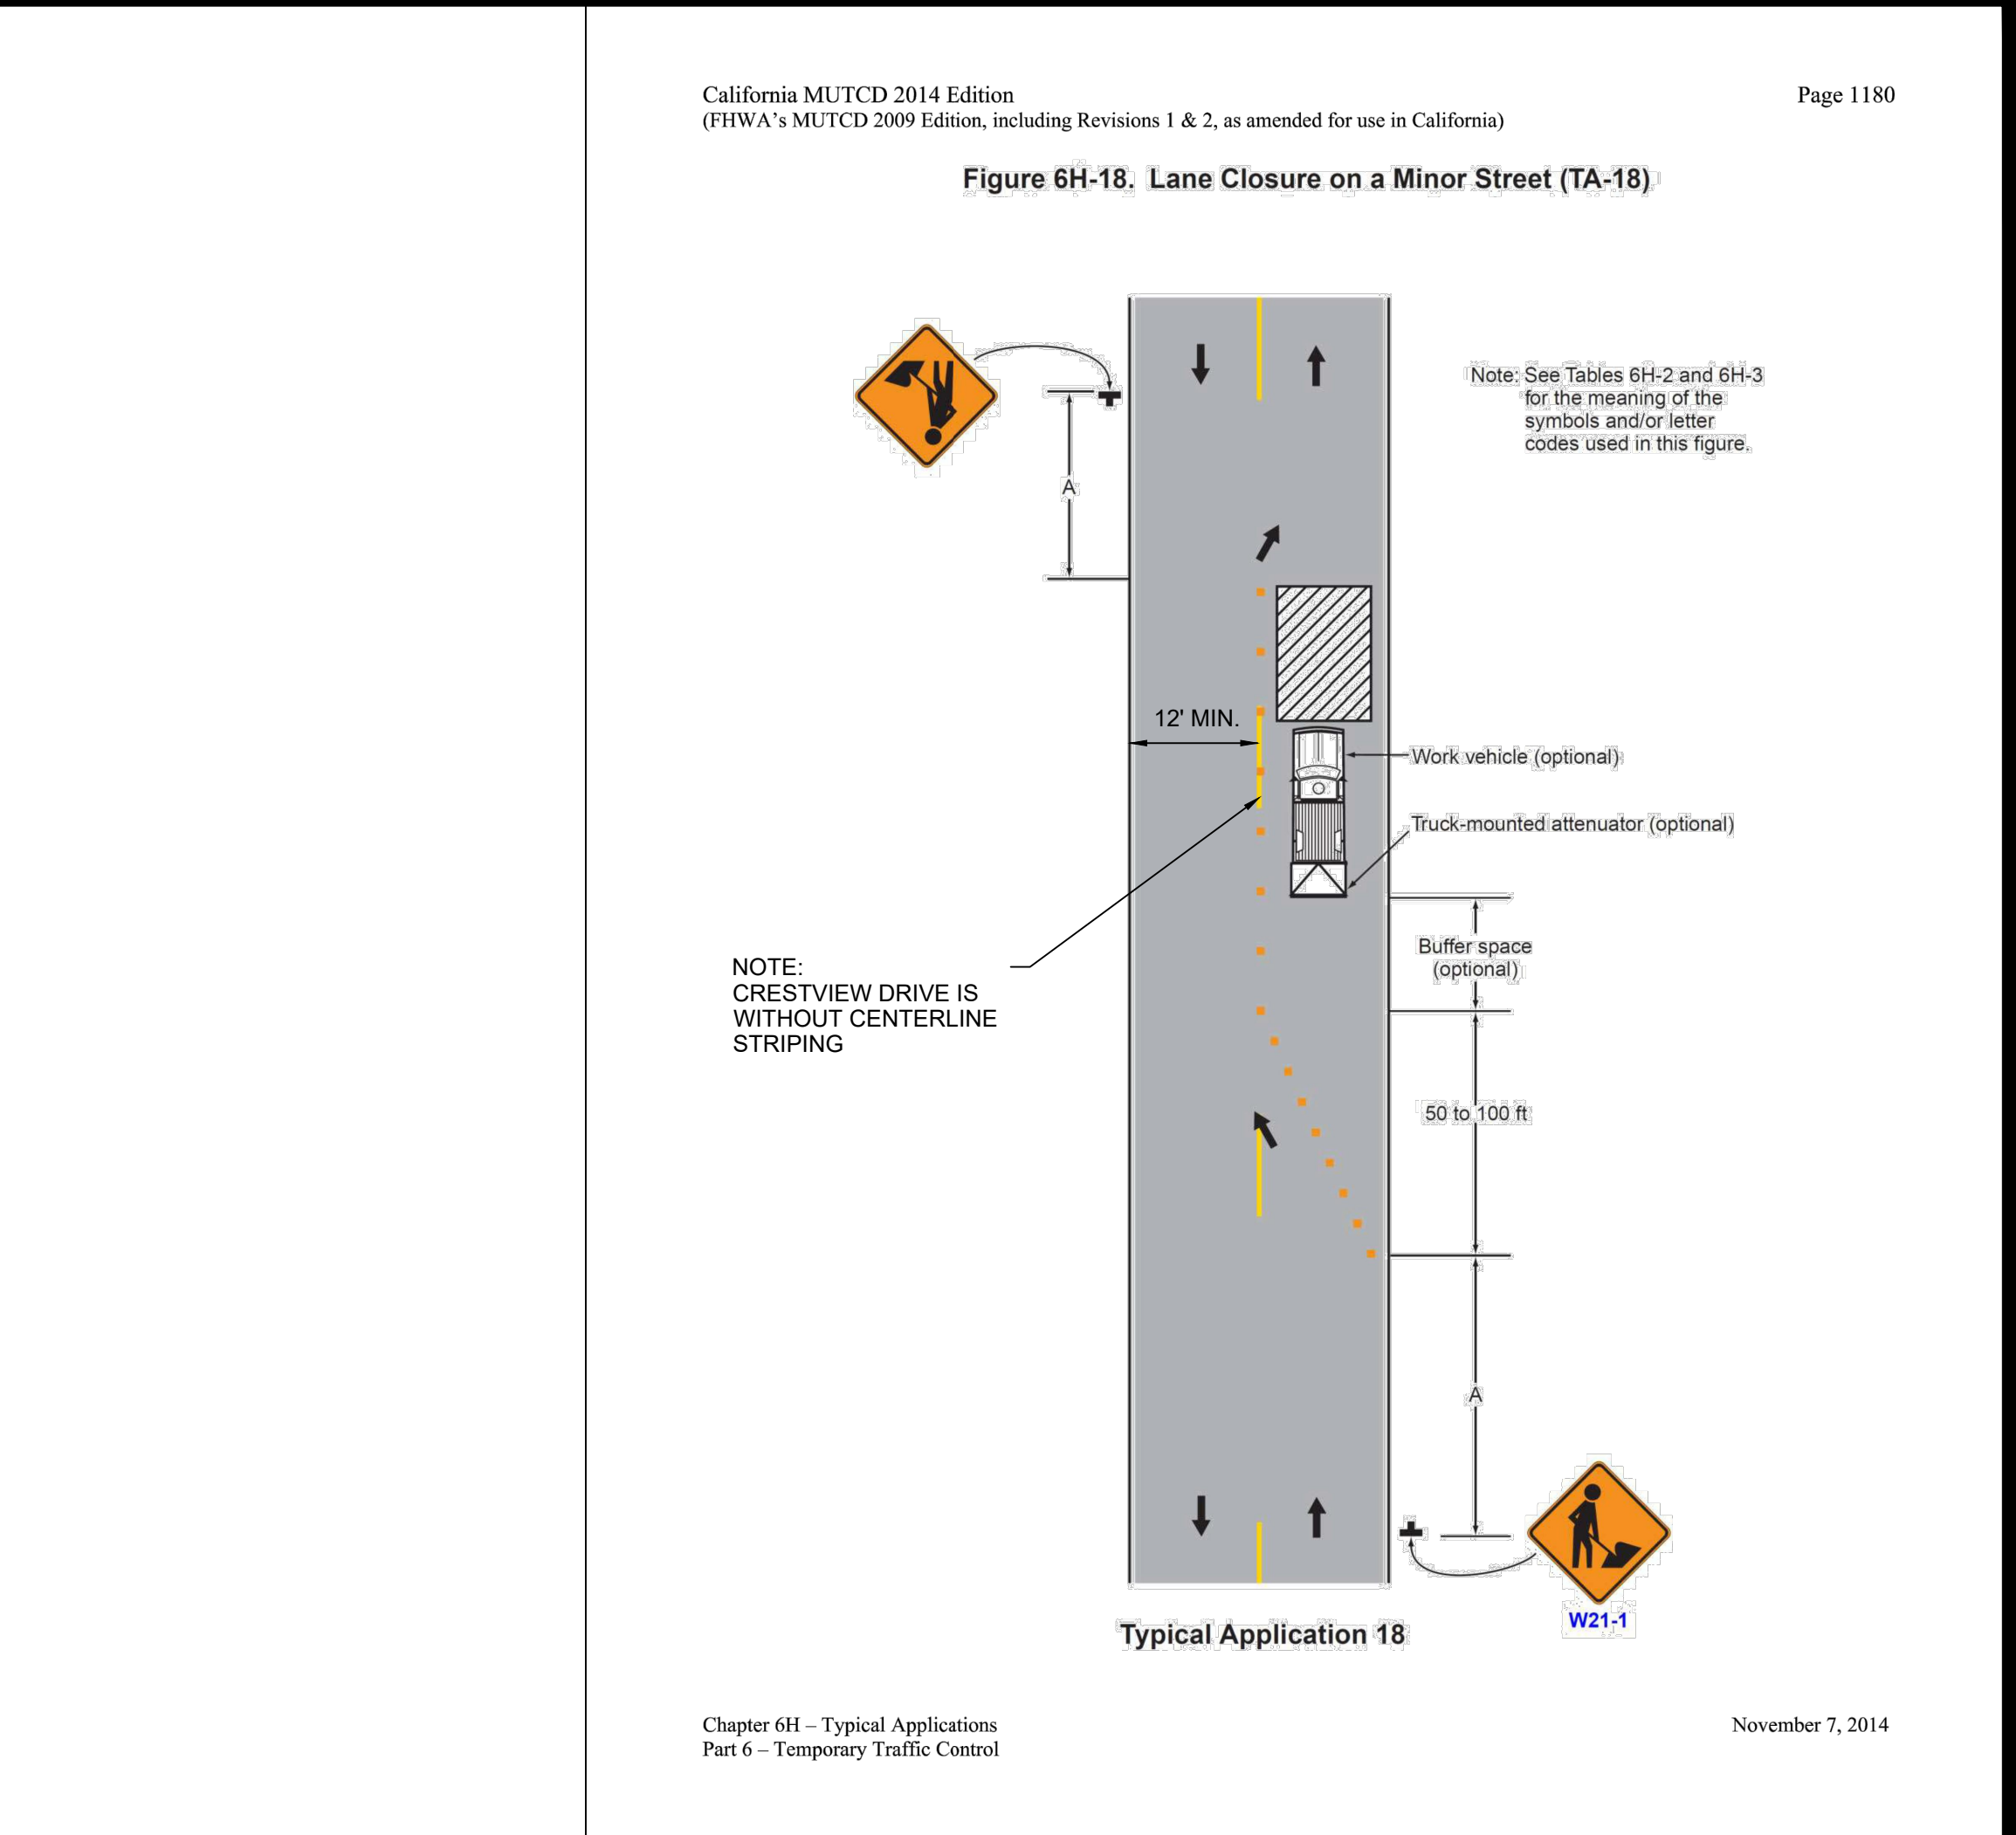 California MUTCD 2014 Edition
Page 1180
(FHWA's MUTCD 2009 Edition, including Revisions 1 & 2, as amended for use in California)
Figure 6H-18. Lane Closure on a Minor Street (TA-18)
Note: See Tables 6H-2 and 6H-3
for the meaning of the
symbols and/or letter
codes used in this figure.
A
12' MIN.
Work vehicle (optional)
Truck-mounted attenuator (optional)
Buffer space
(optional)
NOTE:
CRESTVIEW DRIVE IS
WITHOUT CENTERLINE
STRIPING
50 to 100 ft
A
W21-1
Typical Application 18
Chapter 6H – Typical Applications
November 7, 2014
Part 6 – Temporary Traffic Control